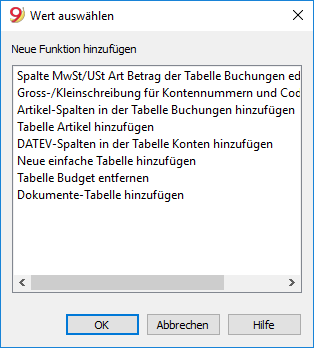 9 Wert auswählen
Neue Funktion hinzufügen
Spalte MwSt/USt Art Betrag der Tabelle Buchungen ed
Gross-/Kleinschreibung für Kontennummern und Coc
Artikel-Spalten in der Tabelle Buchungen hinzufügen
Tabelle Artikel hinzufügen
DATEV-Spalten in der Tabelle Konten hinzufügen
Neue einfache Tabelle hinzufügen
Tabelle Budget entfernen
Dokumente-Tabelle hinzufügen
OK Abbrechen Hilfe